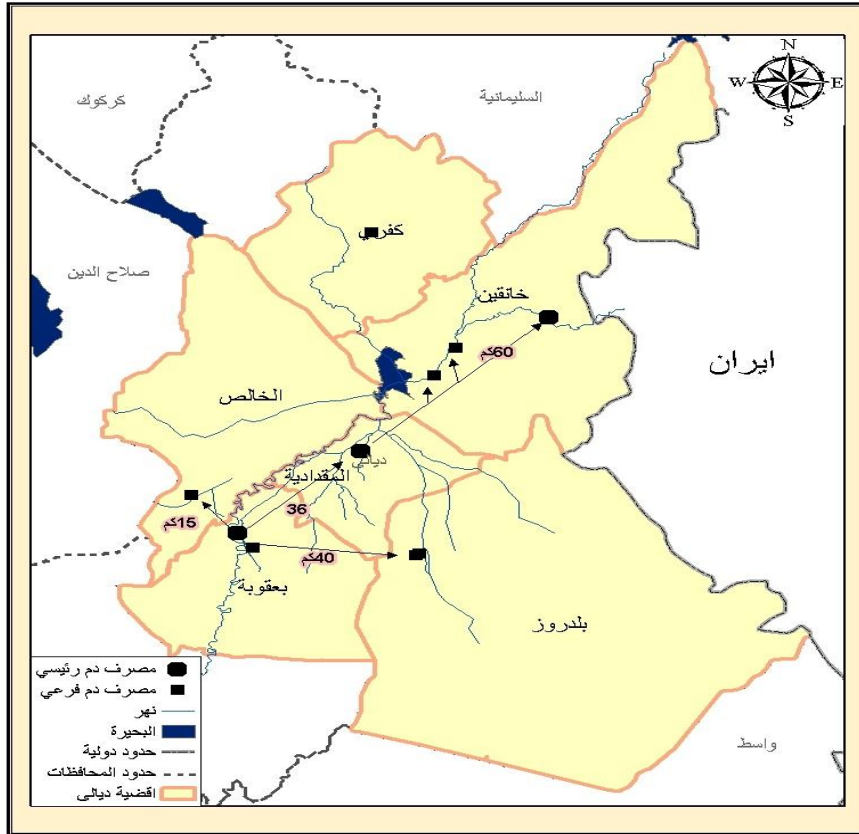 N
W E
S
كركوك
السليمانية
صلاح الدين
كفري
خانقين
60كم
ايران
الخالص
ديالى
المقدادية
36
15كم
40كم
بعقوبة
بلدروز
واسط
مصرف دم رئيسي
مصرف دم فرعي
نهر
البحيرة
حدود دولية
حدود المحافظات
اقضية ديالى